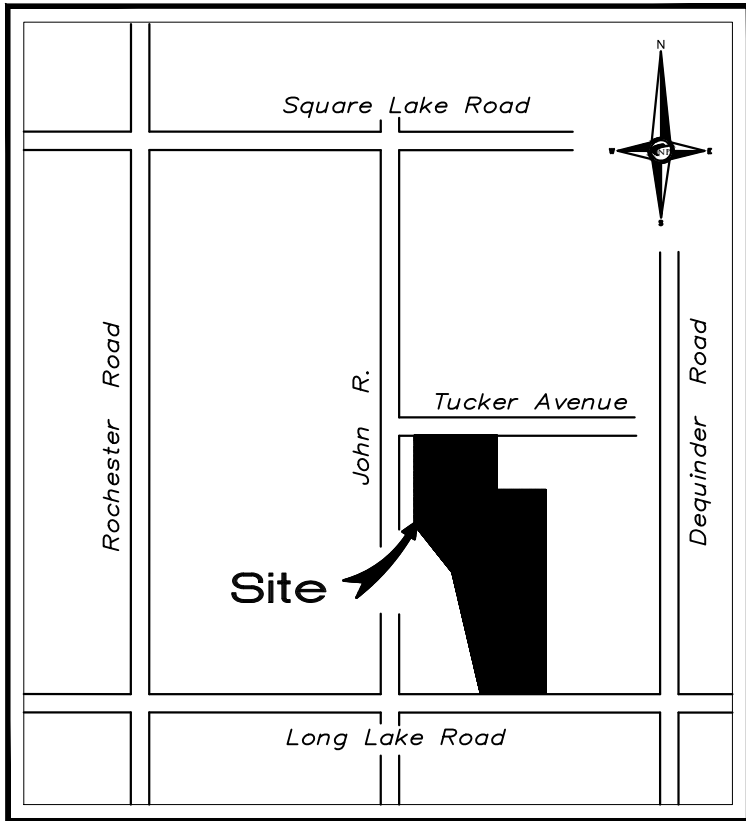 N
Square Lake Road
W
E
S
Rochester Road
John R.
Dequinder Road
Tucker Avenue
Site
Long Lake Road